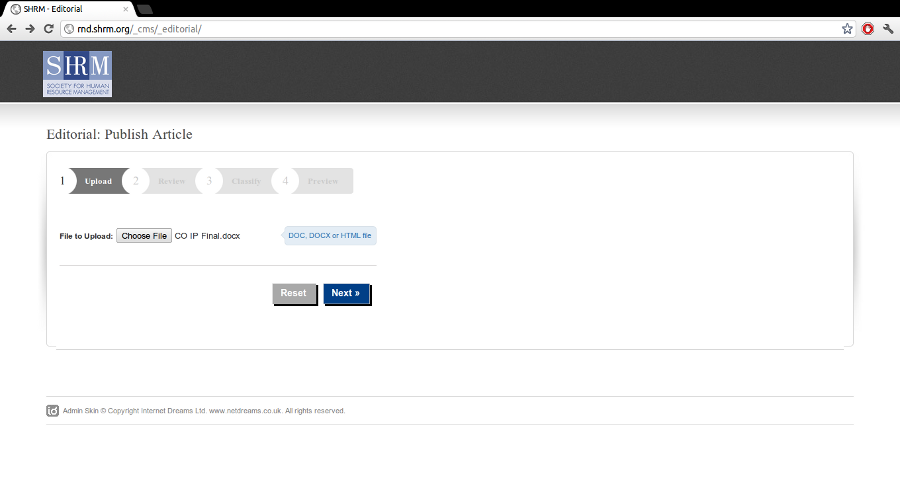 SHRM - Editorial
rnd.shrm.org/_cms/_editorial/
SHRM
SOCIETY FOR HUMAN
RESOURCE MANAGEMENT
Editorial: Publish Article
1 Upload 2 Review 3 Classify 4 Preview
File to Upload: Choose File CO IP Final.docx DOC, DOCX or HTML file
Reset Next »
id Admin Skin © Copyright Internet Dreams Ltd. www.netdreams.co.uk. All rights reserved.